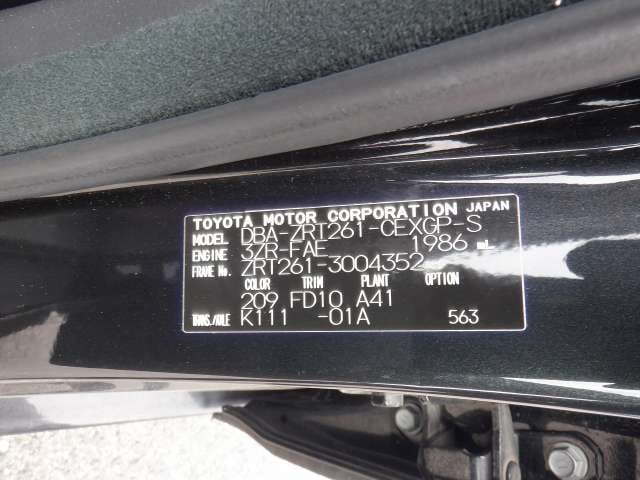 TOYOTA MOTOR CORPORATION JAPAN
MODEL DBA-ZRT261-CEXGP-S
ENGINE 3ZR-FAE 1986 mL
FRAME No. ZRT261-3004352
COLOR TRIM PLANT OPTION
209 FD10 A41
TRANS./AXLE K111 -01A 563